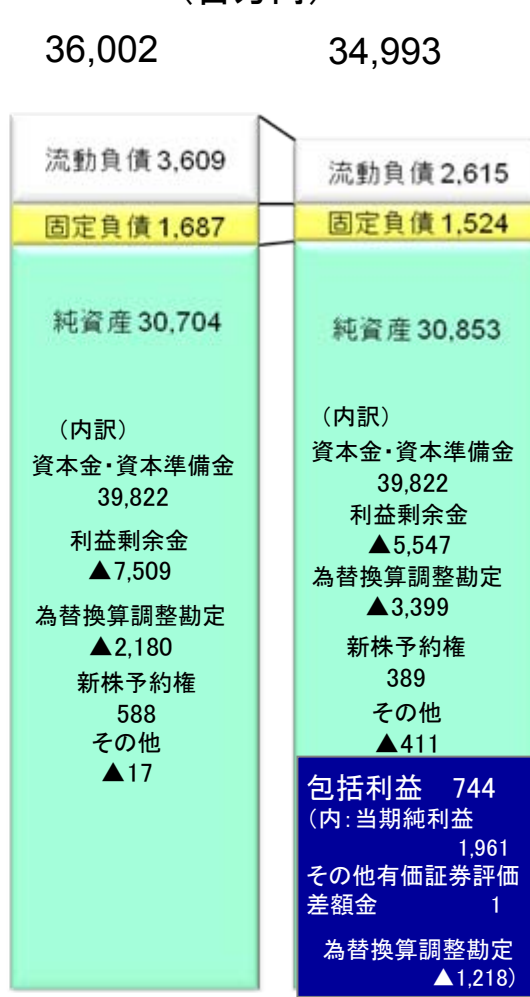 (百万円)
36,002
34,993
流動負債 3,609
固定負債 1,687
純資産 30,704
(内訳)
資本金・資本準備金
39,822
利益剰余金
▲7,509
為替換算調整勘定
▲2,180
新株予約権
588
その他
▲17
流動負債 2,615
固定負債 1,524
純資産 30,853
(内訳)
資本金・資本準備金
39,822
利益剰余金
▲5,547
為替換算調整勘定
▲3,399
新株予約権
389
その他
▲411
包括利益 744
(内:当期純利益
1,961
その他有価証券評価
差額金 1
為替換算調整勘定
▲1,218)